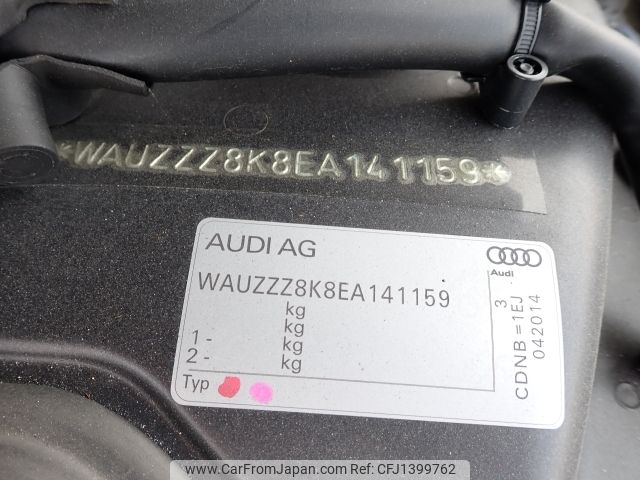 *WAUZZZ8K8EA141159*
AUDI AG
Audi
WAUZZZ8K8EA141159
kg
kg
1 - kg
2 - kg
Typ
3
CDNB=1EJ
042014
www.carfromjapan.com CFJ1399762